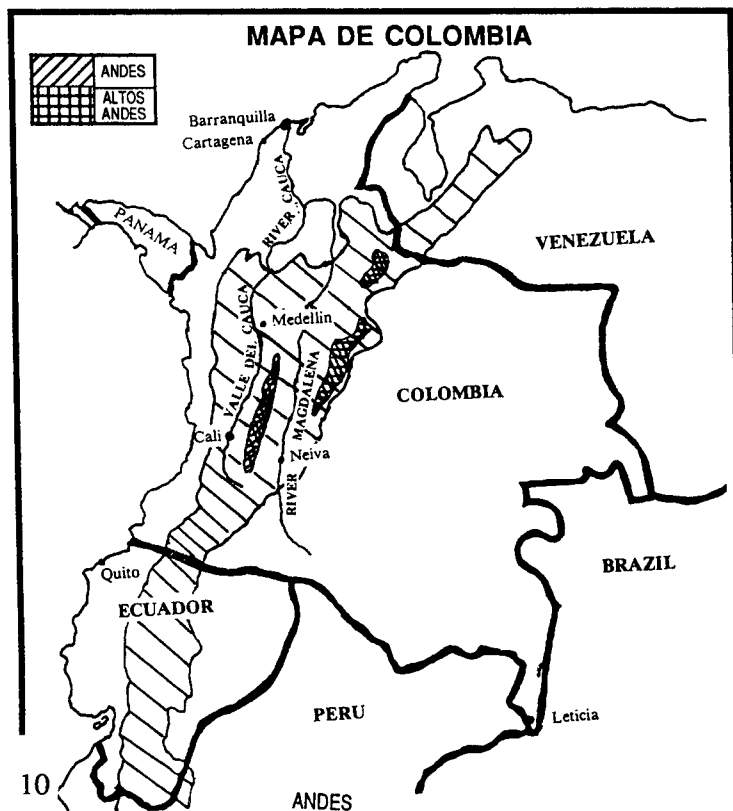 MAPA DE COLOMBIA
ANDES
ALTOS
ANDES
Barranquilla
Cartagena
PANAMA
RIVER CAUCA
VENEZUELA
VALLE DEL CAUCA
Medellin
RIVER MAGDALENA
COLOMBIA
Cali
Neiva
Quito
ECUADOR
BRAZIL
PERU
Leticia
10
ANDES